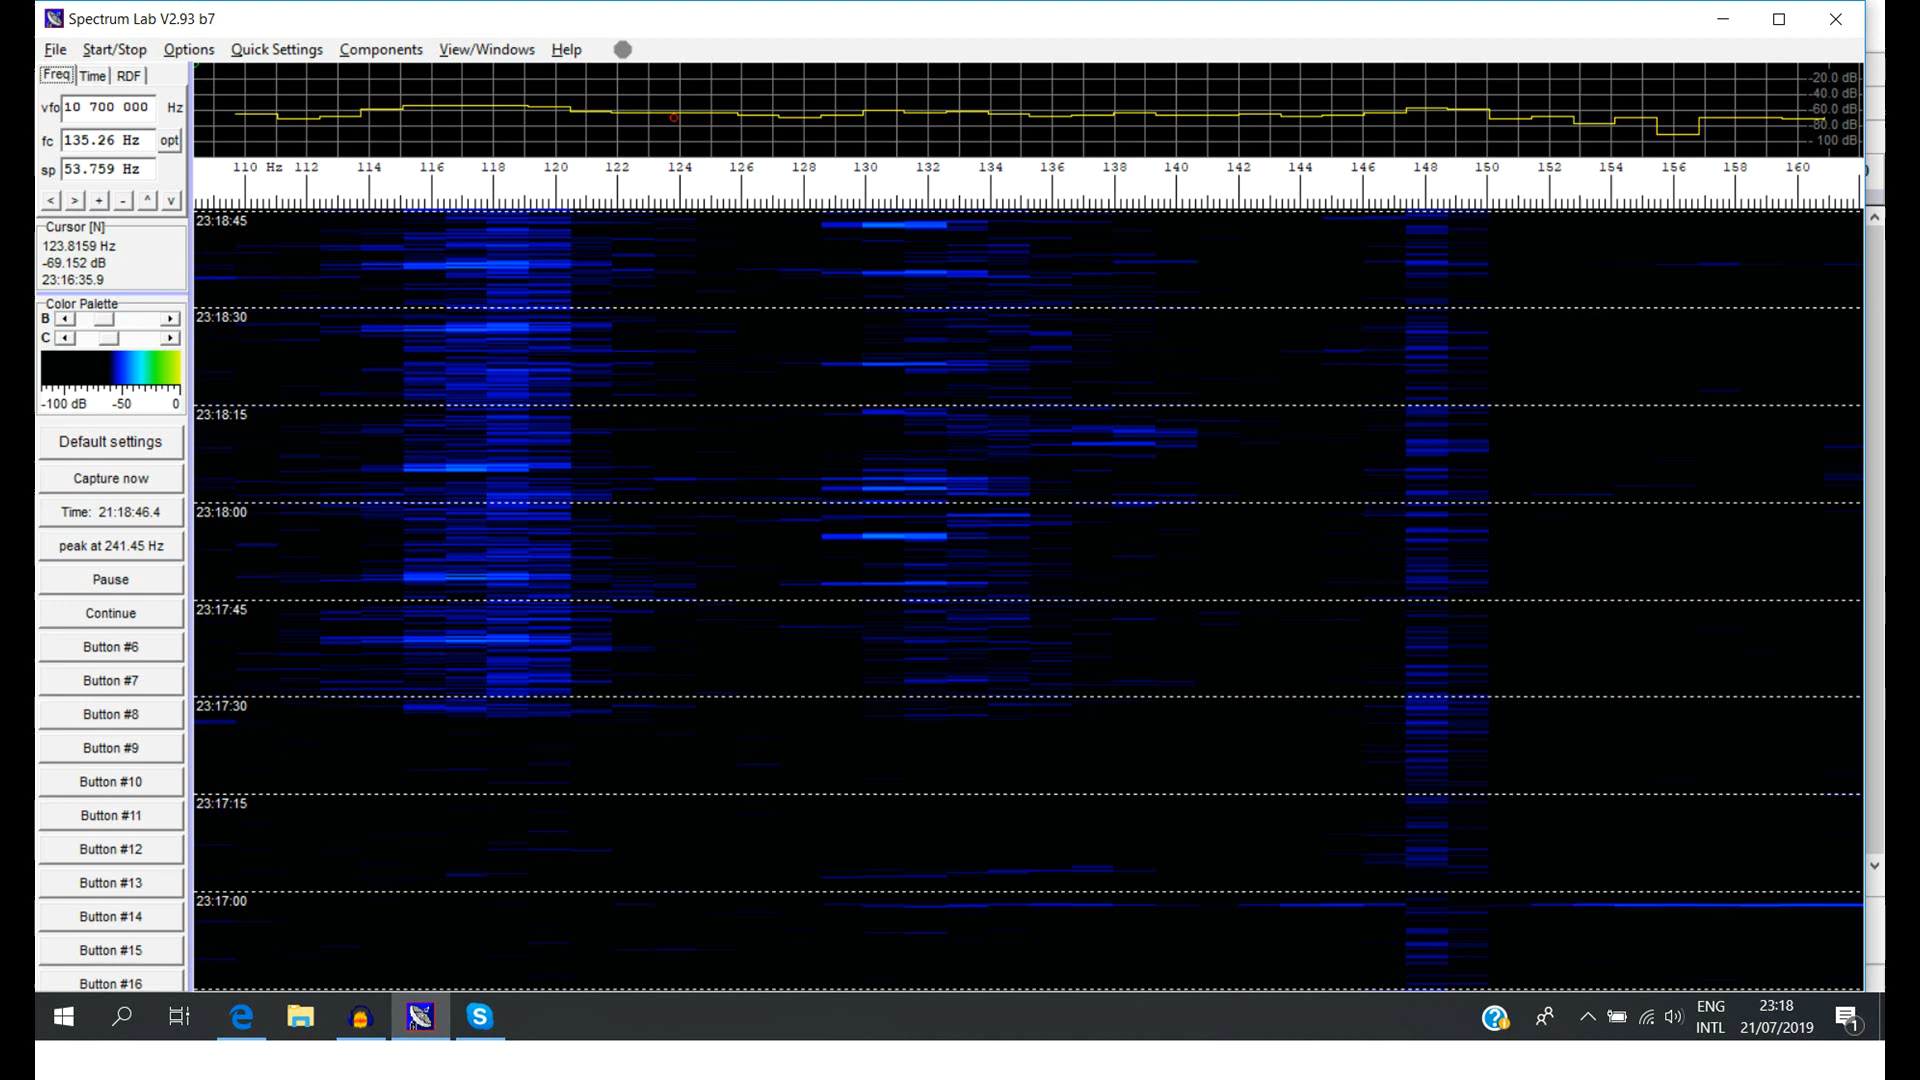 Spectrum Lab V2.93 b7
File Start/Stop Options Quick Settings Components View/Windows Help
Freq Time RDF
vfo 10 700 000 Hz
fc 135.26 Hz opt
sp 53.759 Hz
< > + - ^ v
Cursor [N]
123.8159 Hz
-69.152 dB
23:16:35.9
Color Palette
B
C
-100 dB -50 0
Default settings
Capture now
Time: 21:18:46.4
peak at 241.45 Hz
Pause
Continue
Button #6
Button #7
Button #8
Button #9
Button #10
Button #11
Button #12
Button #13
Button #14
Button #15
Button #16
-20.0 dB
-40.0 dB
-60.0 dB
-80.0 dB
-100 dB
110 Hz 112 114 116 118 120 122 124 126 128 130 132 134 136 138 140 142 144 146 148 150 152 154 156 158 160
23:18:45
23:18:30
23:18:15
23:18:00
23:17:45
23:17:30
23:17:15
23:17:00
ENG 23:18
INTL 21/07/2019
1